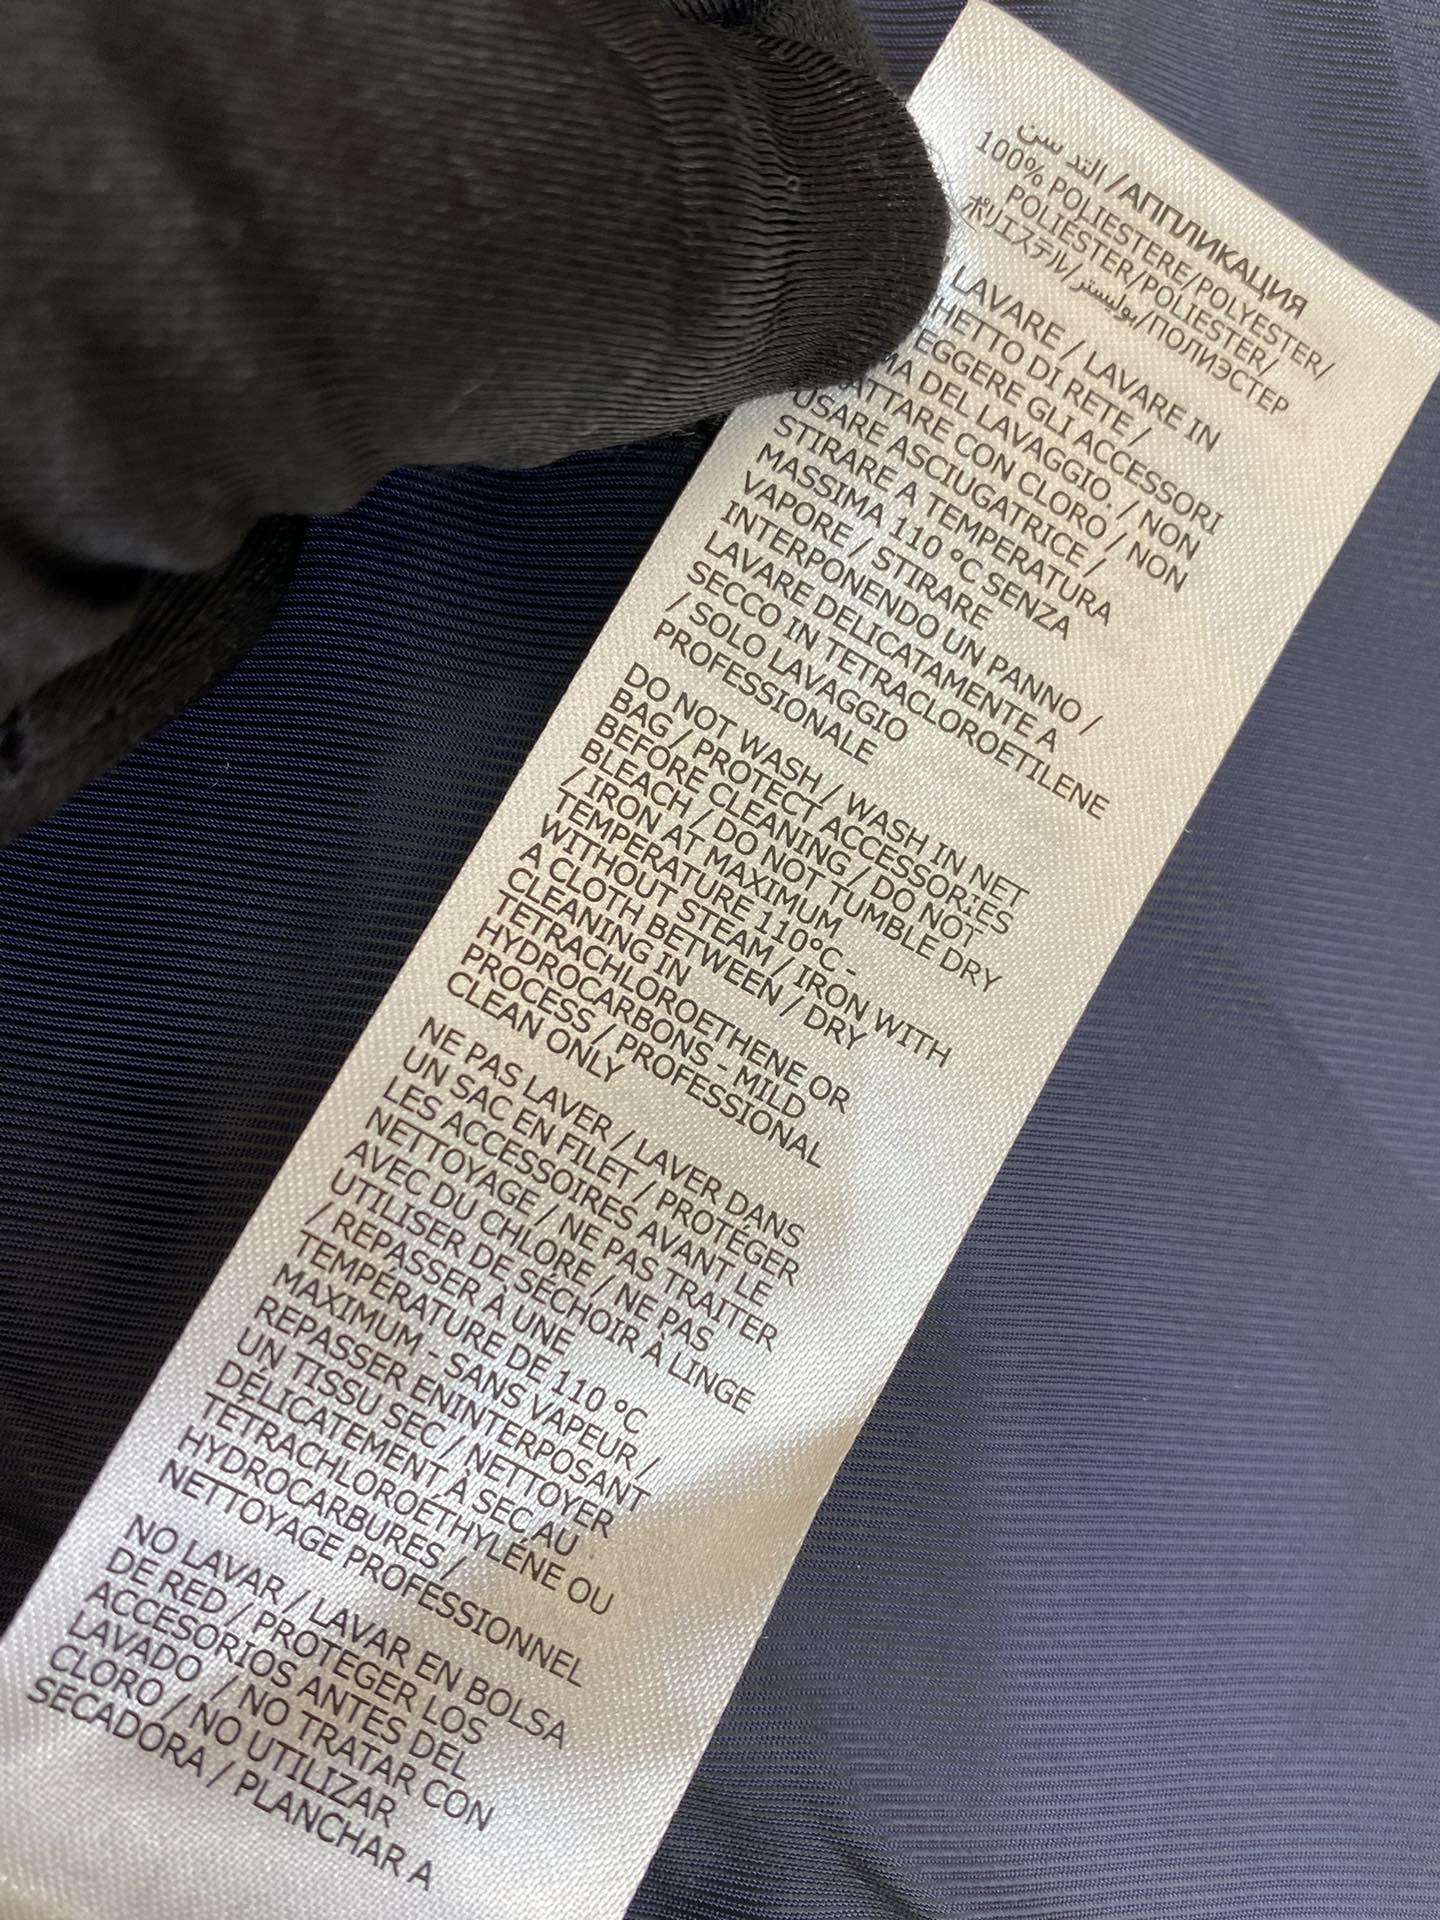 الند سن / АППЛИКАЦИЯ
100% POLIESTERE/POLYESTER/
POLIÉSTER/POLIESTER/
ポリエステル/بوليستر/ПОЛИЭСТЕР
LAVARE / LAVARE IN
HETTO DI RETE /
EGGERE GLI ACCESSORI
MA DEL LAVAGGIO. / NON
ATTARE CON CLORO / NON
USARE ASCIUGATRICE /
STIRARE A TEMPERATURA
MASSIMA 110 °C SENZA
VAPORE / STIRARE
INTERPONENDO UN PANNO /
LAVARE DELICATAMENTE A
SECCO IN TETRACLOROETILENE
/ SOLO LAVAGGIO
PROFESSIONALE
DO NOT WASH / WASH IN NET
BAG / PROTECT ACCESSORIES
BEFORE CLEANING / DO NOT
BLEACH / DO NOT TUMBLE DRY
/ IRON AT MAXIMUM
TEMPERATURE 110°C -
WITHOUT STEAM / IRON WITH
A CLOTH BETWEEN / DRY
CLEANING IN
TETRACHLOROETHENE OR
HYDROCARBONS - MILD
PROCESS / PROFESSIONAL
CLEAN ONLY
NE PAS LAVER / LAVER DANS
UN SAC EN FILET / PROTÉGER
LES ACCESSOIRES AVANT LE
NETTOYAGE / NE PAS TRAITER
AVEC DU CHLORE / NE PAS
UTILISER DE SÉCHOIR À LINGE
/ REPASSER À UNE
TEMPÉRATURE DE 110 °C
MAXIMUM - SANS VAPEUR /
REPASSER ENINTERPOSANT
UN TISSU SEC / NETTOYER
DÉLICATEMENT À SEC AU
TETRACHLOROÉTHYLÉNE OU
HYDROCARBURES /
NETTOYAGE PROFESSIONNEL
NO LAVAR / LAVAR EN BOLSA
DE RED / PROTEGER LOS
ACCESORIOS ANTES DEL
LAVADO / NO TRATAR CON
CLORO / NO UTILIZAR
SECADORA / PLANCHAR A